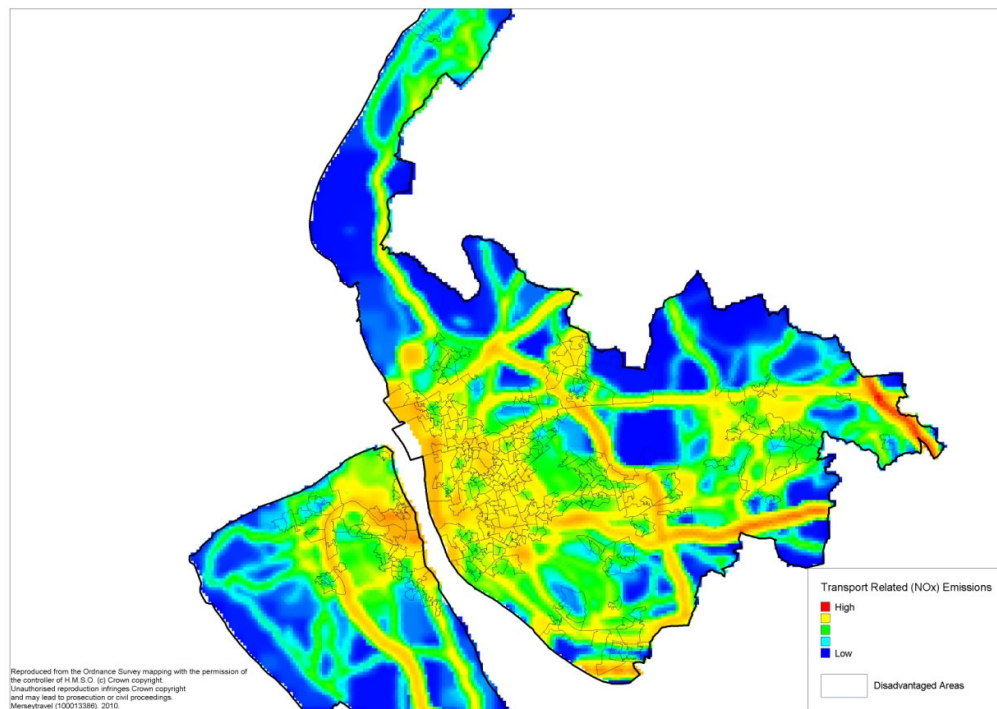 Transport Related (NOx) Emissions
High
Low
Disadvantaged Areas
Reproduced from the Ordnance Survey mapping with the permission of
the controller of H.M.S.O. (c) Crown copyright.
Unauthorised reproduction infringes Crown copyright
and may lead to prosecution or civil proceedings.
Merseytravel (100013386). 2010.